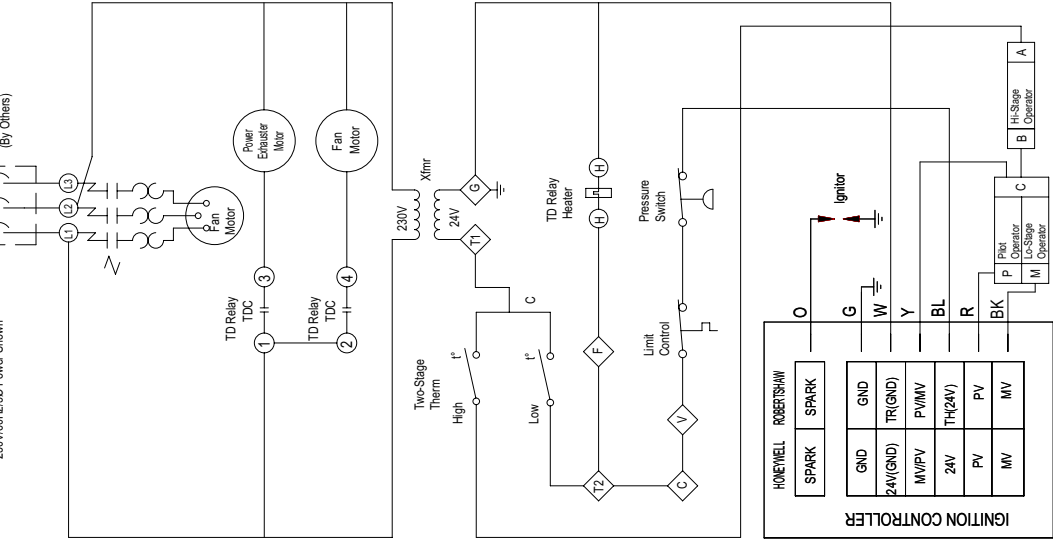 (By Others)
L3
L2
L1
Fan
Motor
Power
Exhauster
Motor
Fan
Motor
3
4
TD Relay
TDC
TD Relay
TDC
1
2
Xfmr
230V
24V
G
T1
C
Two-Stage
Therm
High
t°
Low
t°
TD Relay
Heater
H
H
F
T2
Pressure
Switch
Limit
Control
V
C
A
Hi-Stage
Operator
B
C
Pilot
Operator
P
Lo-Stage
Operator
M
Ignitor
O
G
W
Y
BL
R
BK
HONEYWELL ROBERTSHAW
SPARK SPARK
GND GND
24V(GND) TR(GND)
MV/PV PV/MV
24V TH(24V)
PV PV
MV MV
IGNITION CONTROLLER